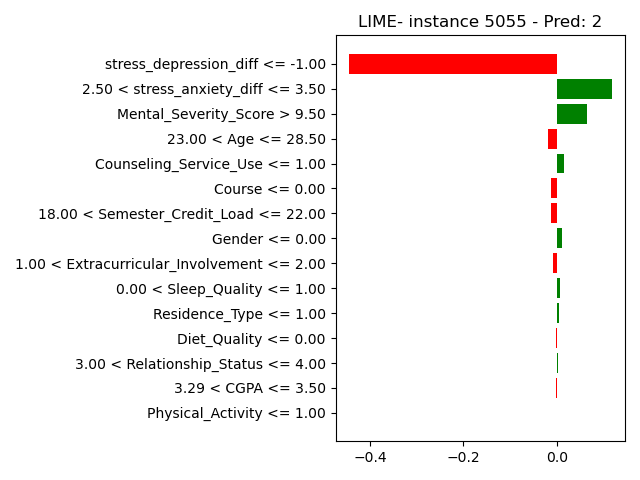 LIME- instance 5055 - Pred: 2
stress_depression_diff <= -1.00
2.50 < stress_anxiety_diff <= 3.50
Mental_Severity_Score > 9.50
23.00 < Age <= 28.50
Counseling_Service_Use <= 1.00
Course <= 0.00
18.00 < Semester_Credit_Load <= 22.00
Gender <= 0.00
1.00 < Extracurricular_Involvement <= 2.00
0.00 < Sleep_Quality <= 1.00
Residence_Type <= 1.00
Diet_Quality <= 0.00
3.00 < Relationship_Status <= 4.00
3.29 < CGPA <= 3.50
Physical_Activity <= 1.00
−0.4 −0.2 0.0